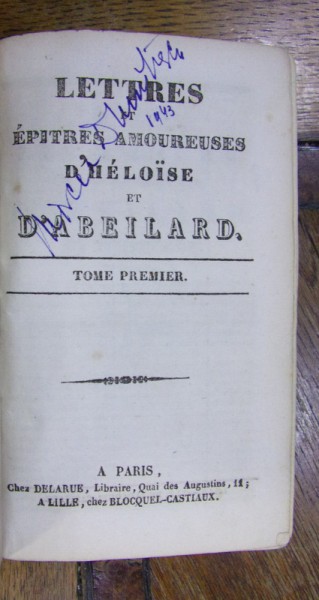 LETTRES
ET
ÉPITRES AMOUREUSES
D'HÉLOÏSE
ET
D'ABEILARD.
TOME PREMIER.
A PARIS,
Chez DELARUE, Libraire, Quai des Augustins, 11;
A LILLE, chez BLOCQUEL-CASTIAUX.
1943